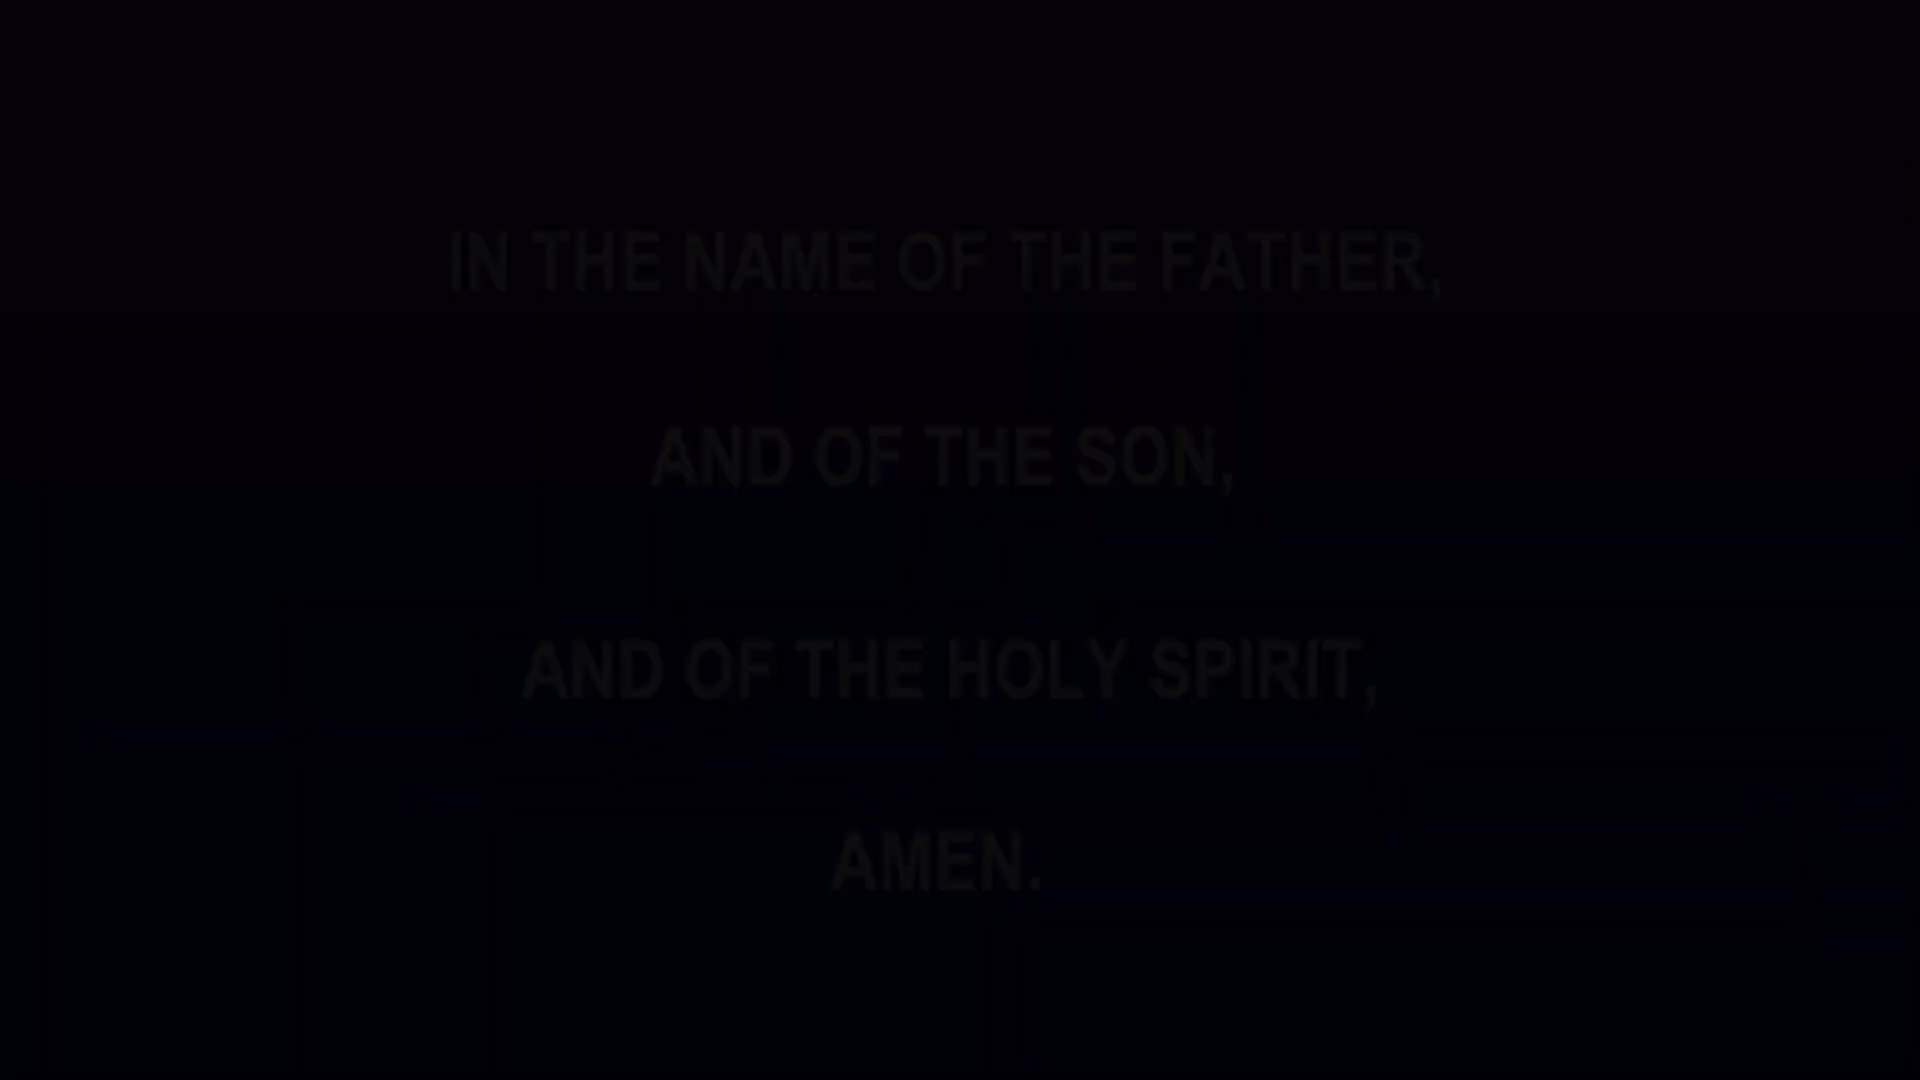 IN THE NAME OF THE FATHER,
AND OF THE SON,
AND OF THE HOLY SPIRIT,
AMEN.